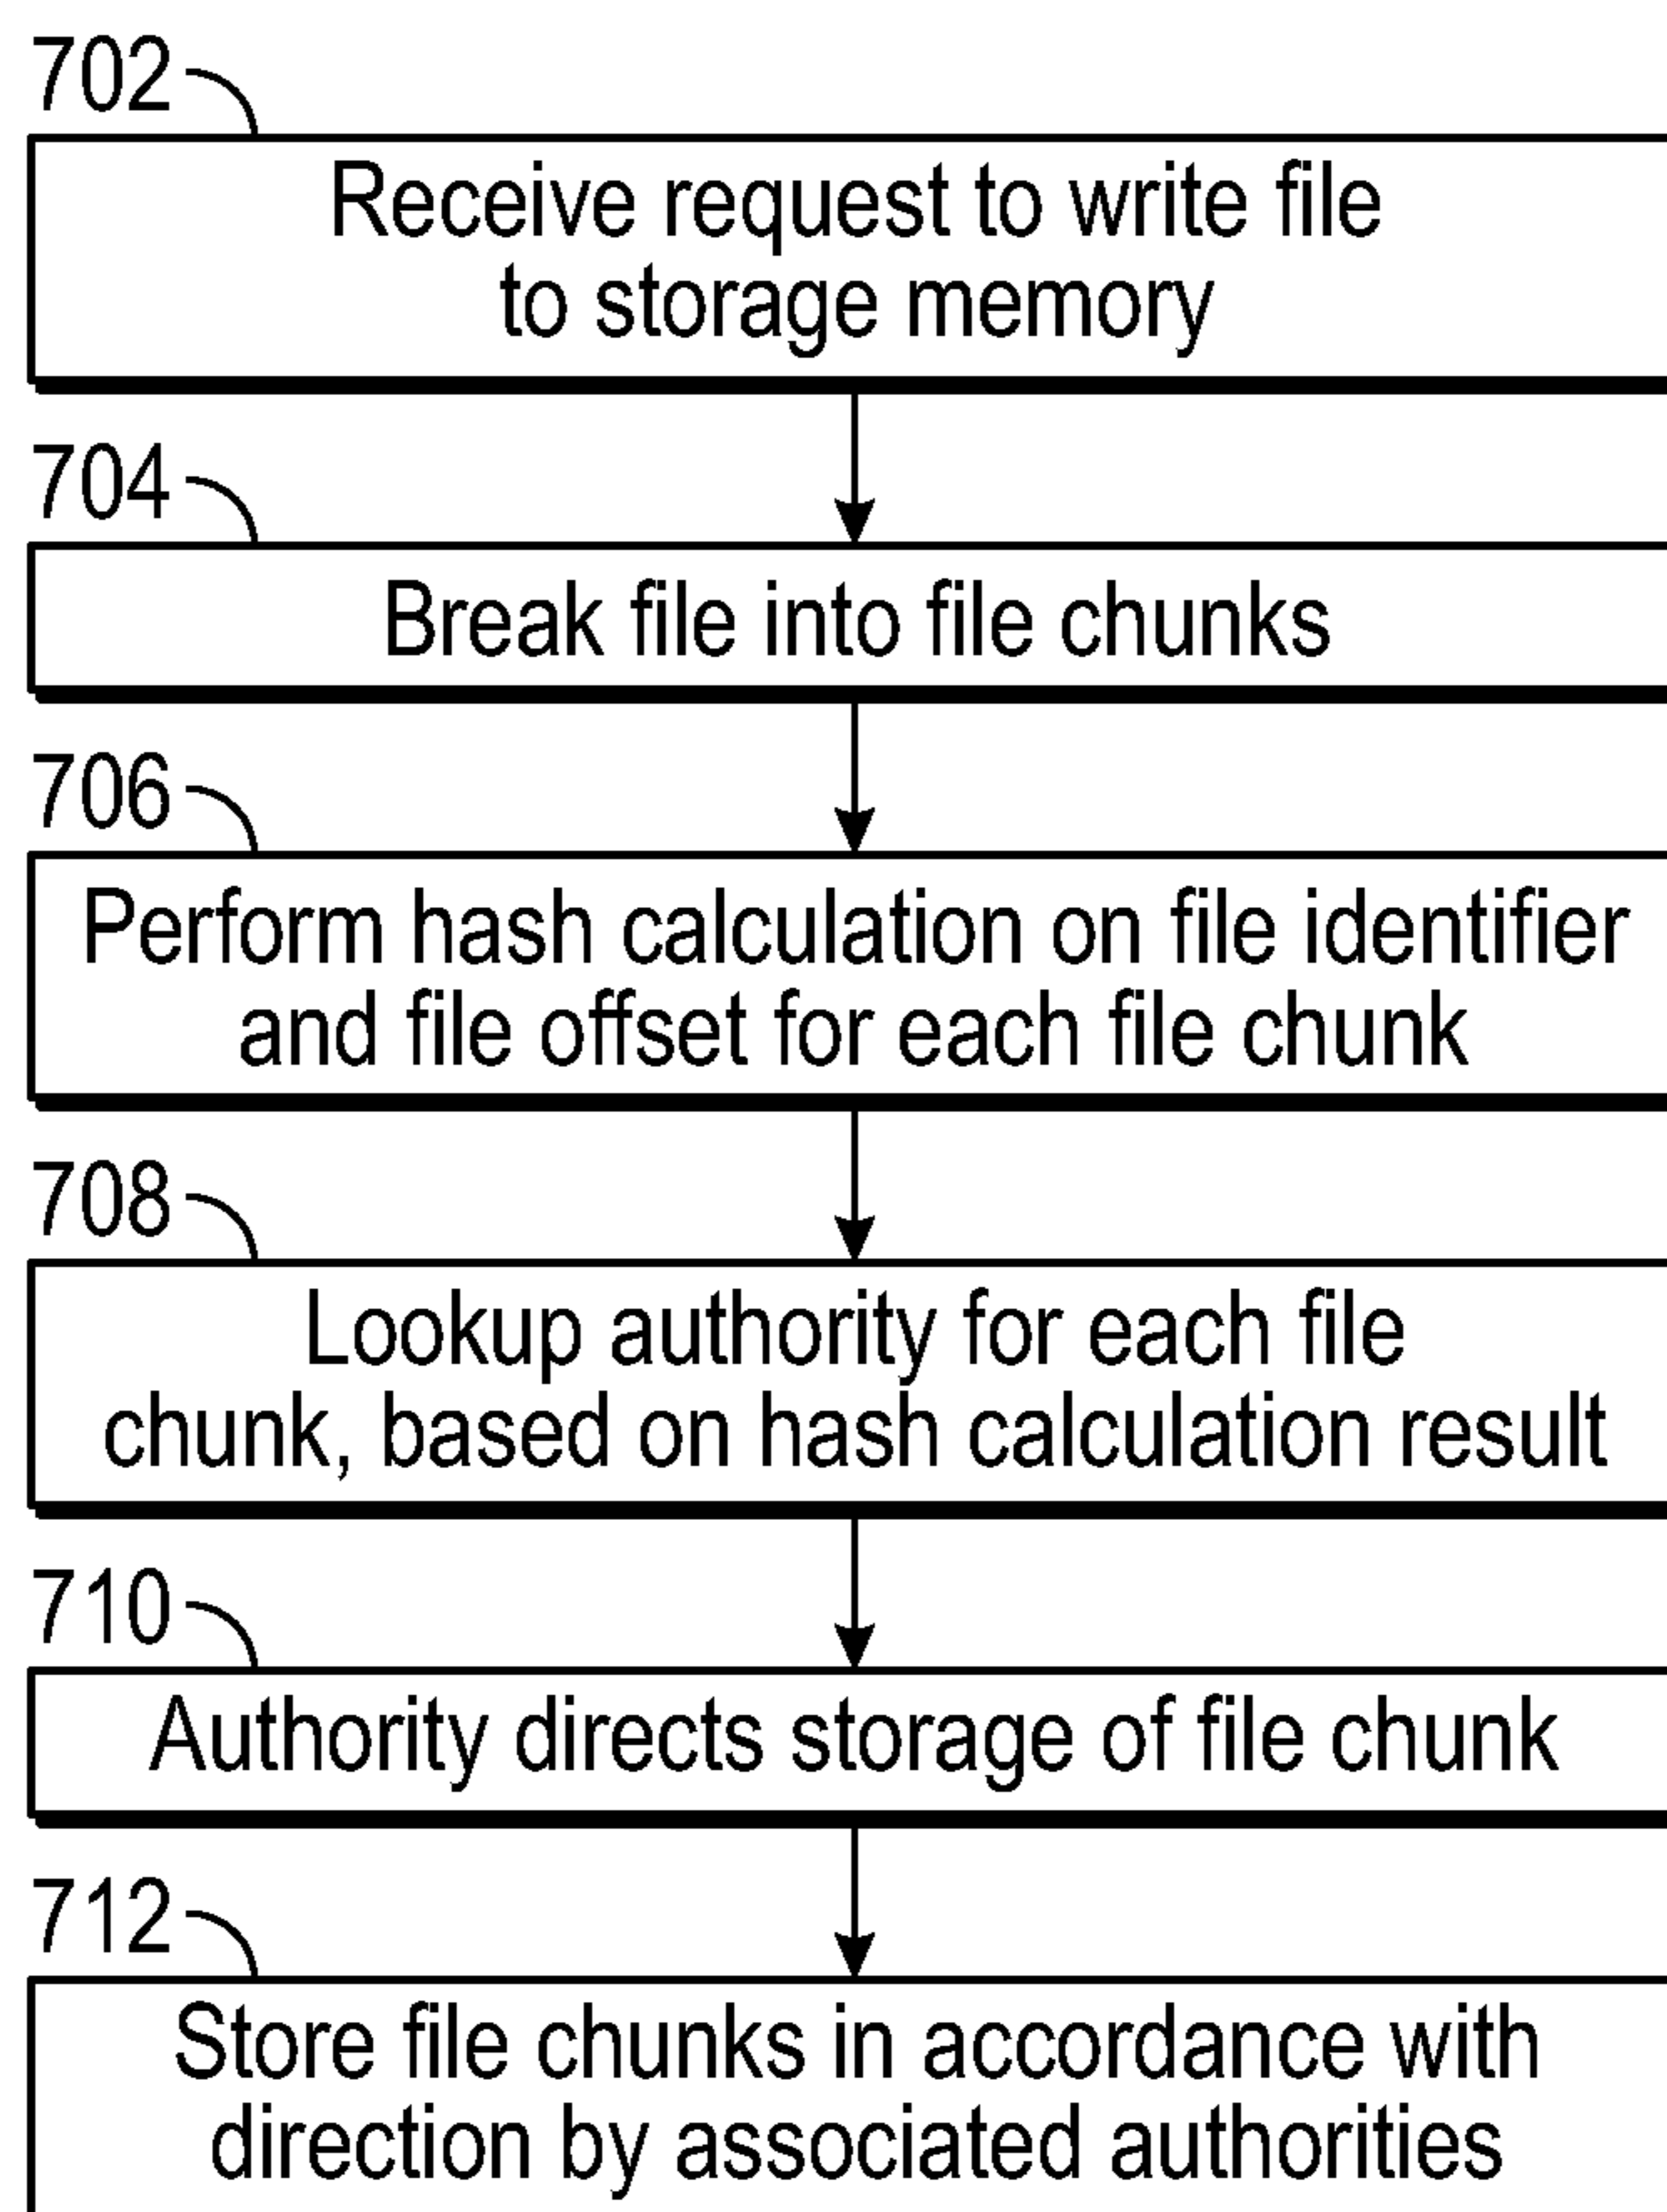 702
Receive request to write file
to storage memory
704
Break file into file chunks
706
Perform hash calculation on file identifier
and file offset for each file chunk
708
Lookup authority for each file
chunk, based on hash calculation result
710
Authority directs storage of file chunk
712
Store file chunks in accordance with
direction by associated authorities